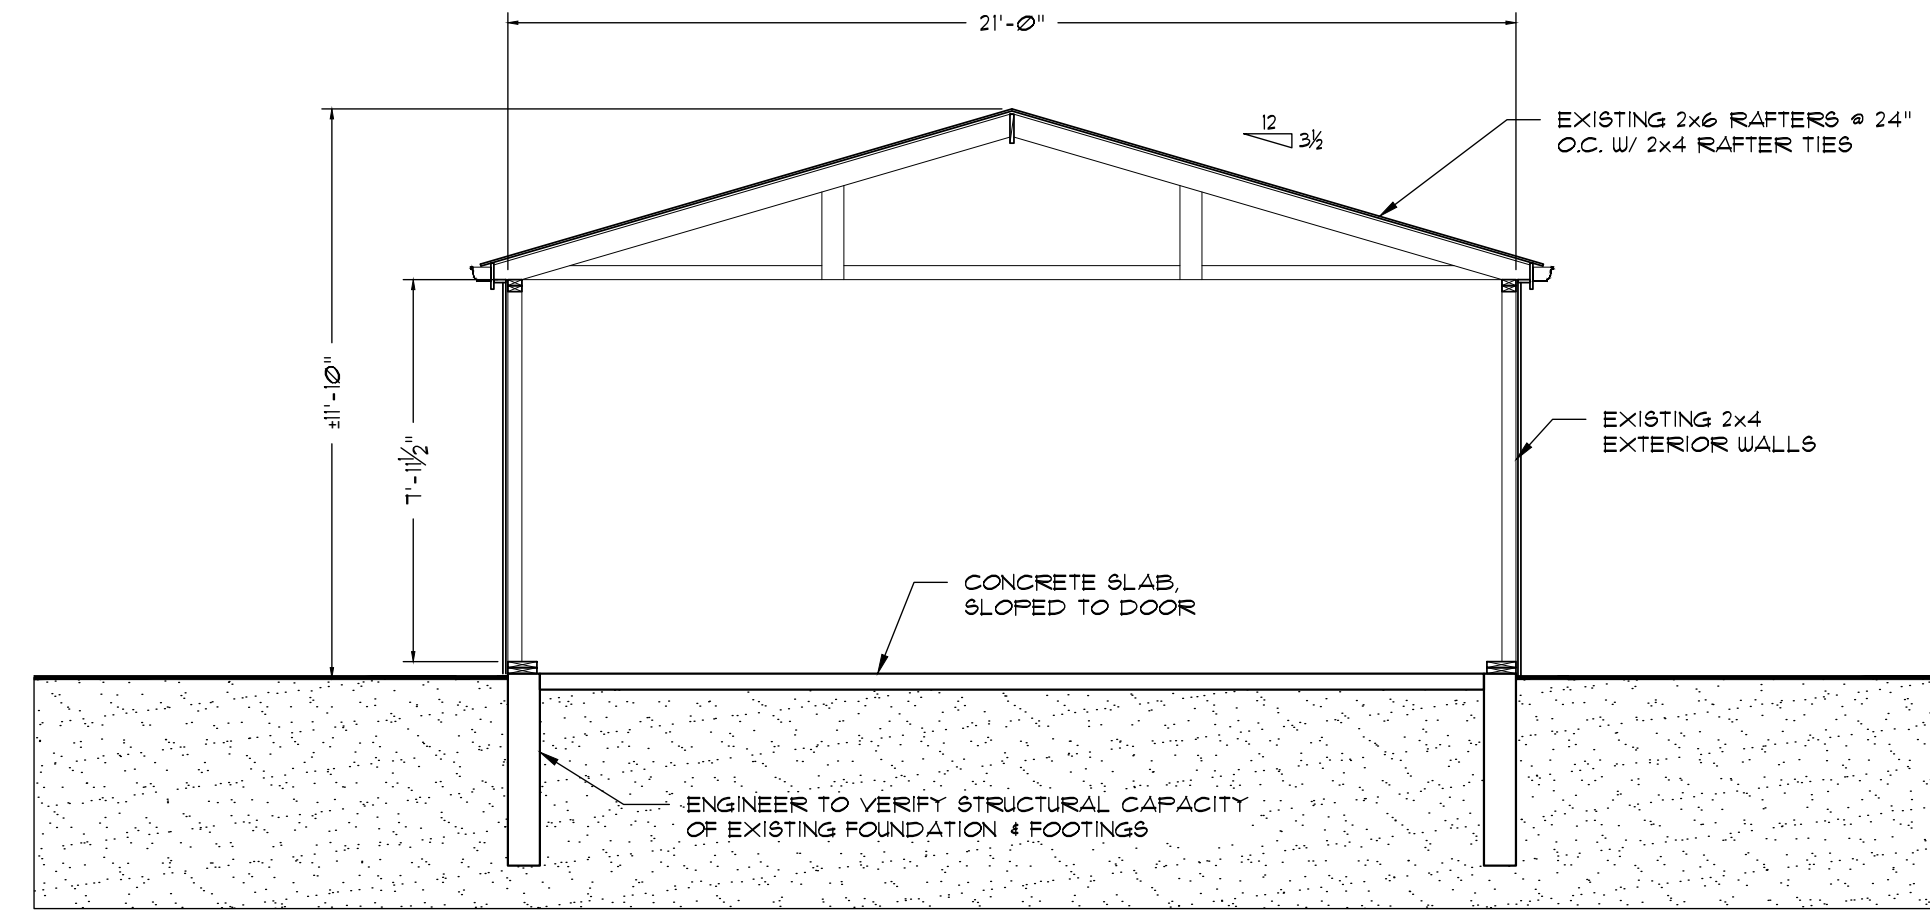 21'-0"
12
3½
EXISTING 2x6 RAFTERS @ 24"
O.C. W/ 2x4 RAFTER TIES
±11'-10"
7'-11½"
EXISTING 2x4
EXTERIOR WALLS
CONCRETE SLAB,
SLOPED TO DOOR
ENGINEER TO VERIFY STRUCTURAL CAPACITY
OF EXISTING FOUNDATION & FOOTINGS